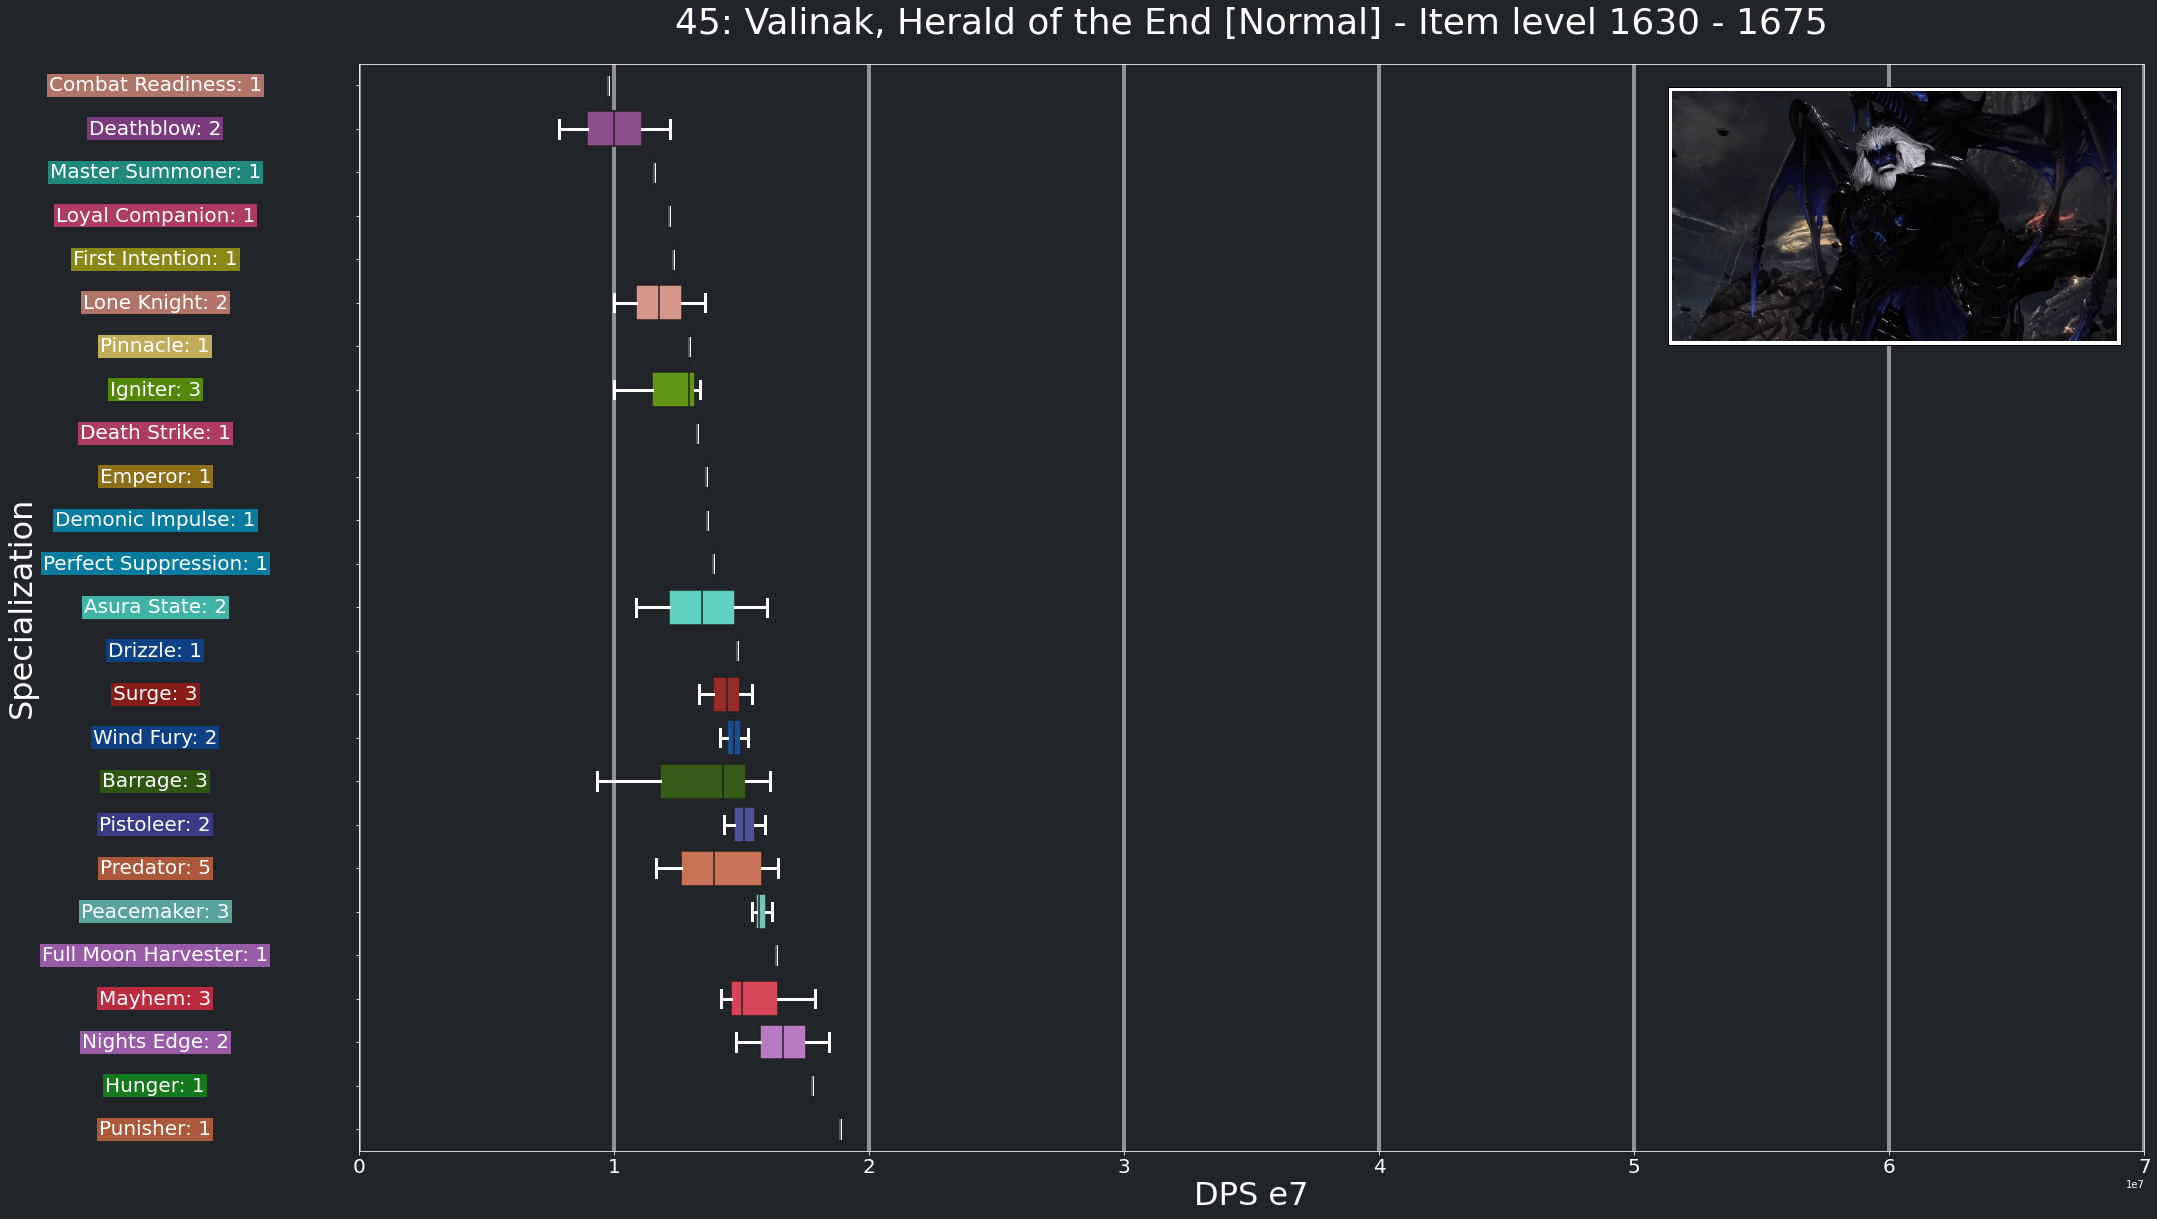 45: Valinak, Herald of the End [Normal] - Item level 1630 - 1675
Combat Readiness: 1
Deathblow: 2
Master Summoner: 1
Loyal Companion: 1
First Intention: 1
Lone Knight: 2
Pinnacle: 1
Igniter: 3
Death Strike: 1
Emperor: 1
Demonic Impulse: 1
Perfect Suppression: 1
Asura State: 2
Drizzle: 1
Surge: 3
Wind Fury: 2
Barrage: 3
Pistoleer: 2
Predator: 5
Peacemaker: 3
Full Moon Harvester: 1
Mayhem: 3
Nights Edge: 2
Hunger: 1
Punisher: 1
Specialization
0 1 2 3 4 5 6 7
1e7
DPS e7